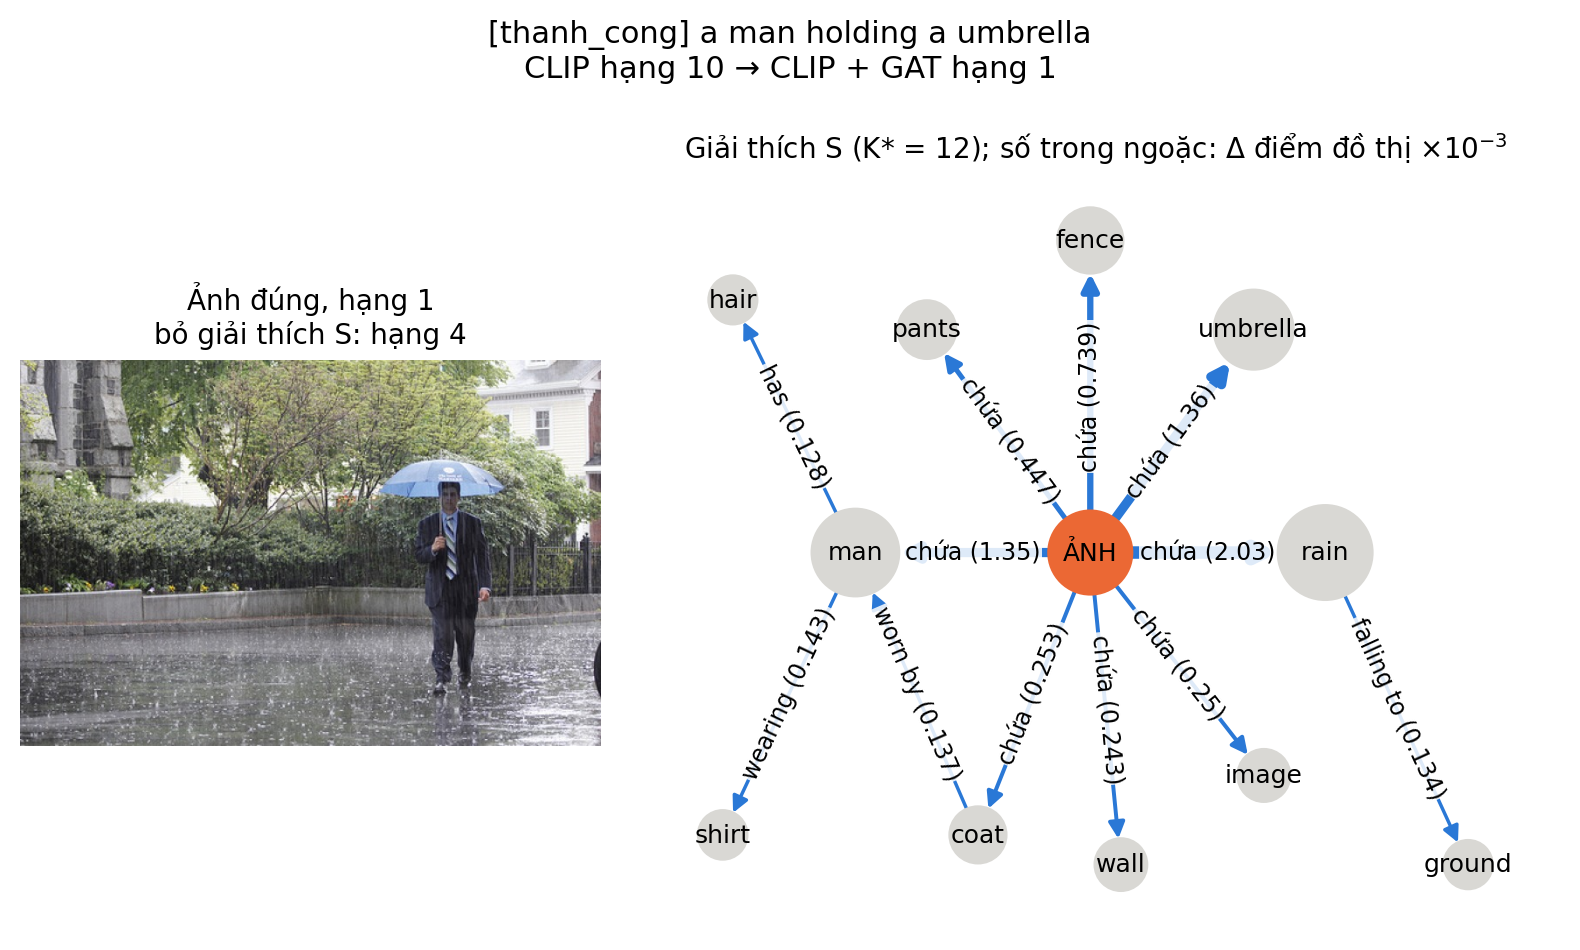 [thanh_cong] a man holding a umbrella
CLIP hạng 10 → CLIP + GAT hạng 1
Giải thích S (K* = 12); số trong ngoặc: Δ điểm đồ thị ×10⁻³
Ảnh đúng, hạng 1
bỏ giải thích S: hạng 4
fence
hair
pants
umbrella
has (0.128)
chứa (0.447)
chứa (0.739)
chứa (1.36)
man
chứa (1.35)
ẢNH
chứa (2.03)
rain
wearing (0.143)
worn by (0.137)
chứa (0.253)
chứa (0.243)
chứa (0.25)
falling to (0.134)
image
shirt
coat
wall
ground